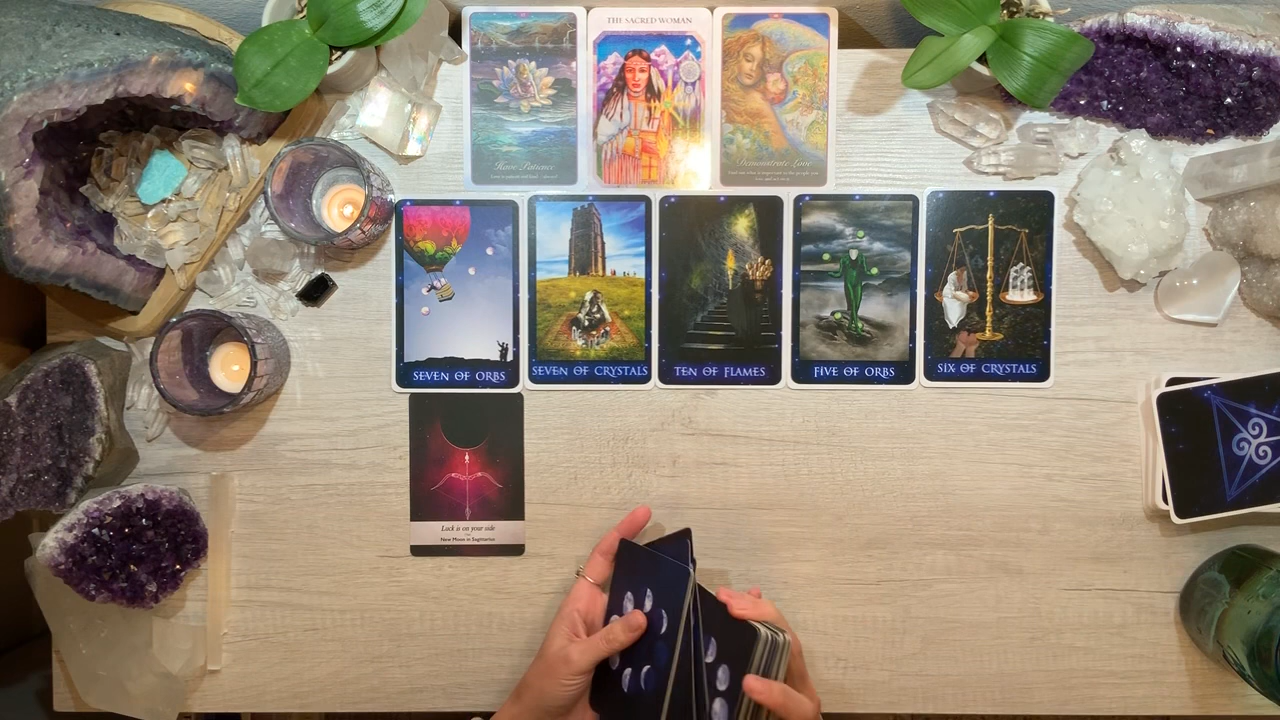 THE SACRED WOMAN
Have Patience
Demonstrate Love
SEVEN OF ORBS
SEVEN OF CRYSTALS
TEN OF FLAMES
FIVE OF ORBS
SIX OF CRYSTALS
Luck is on your side
New Moon in Sagittarius